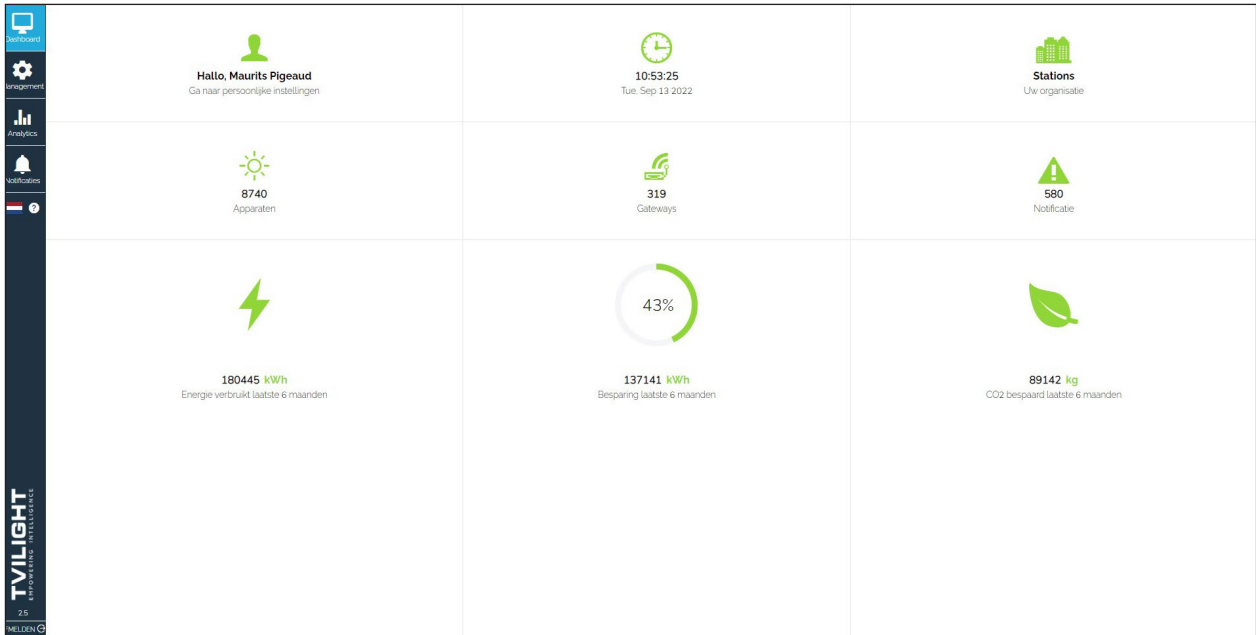 Dashboard
Management
Analytics
Notificaties
?
Hallo, Maurits Pigeaud
Ga naar persoonlijke instellingen
10:53:25
Tue, Sep 13 2022
Stations
Uw organisatie
8740
Apparaten
319
Gateways
580
Notificatie
180445 kWh
Energie verbruikt laatste 6 maanden
43%
137141 kWh
Besparing laatste 6 maanden
89142 kg
CO2 bespaard laatste 6 maanden
TVILIGHT
EMPOWERING INTELLIGENCE
2.5
MELDEN